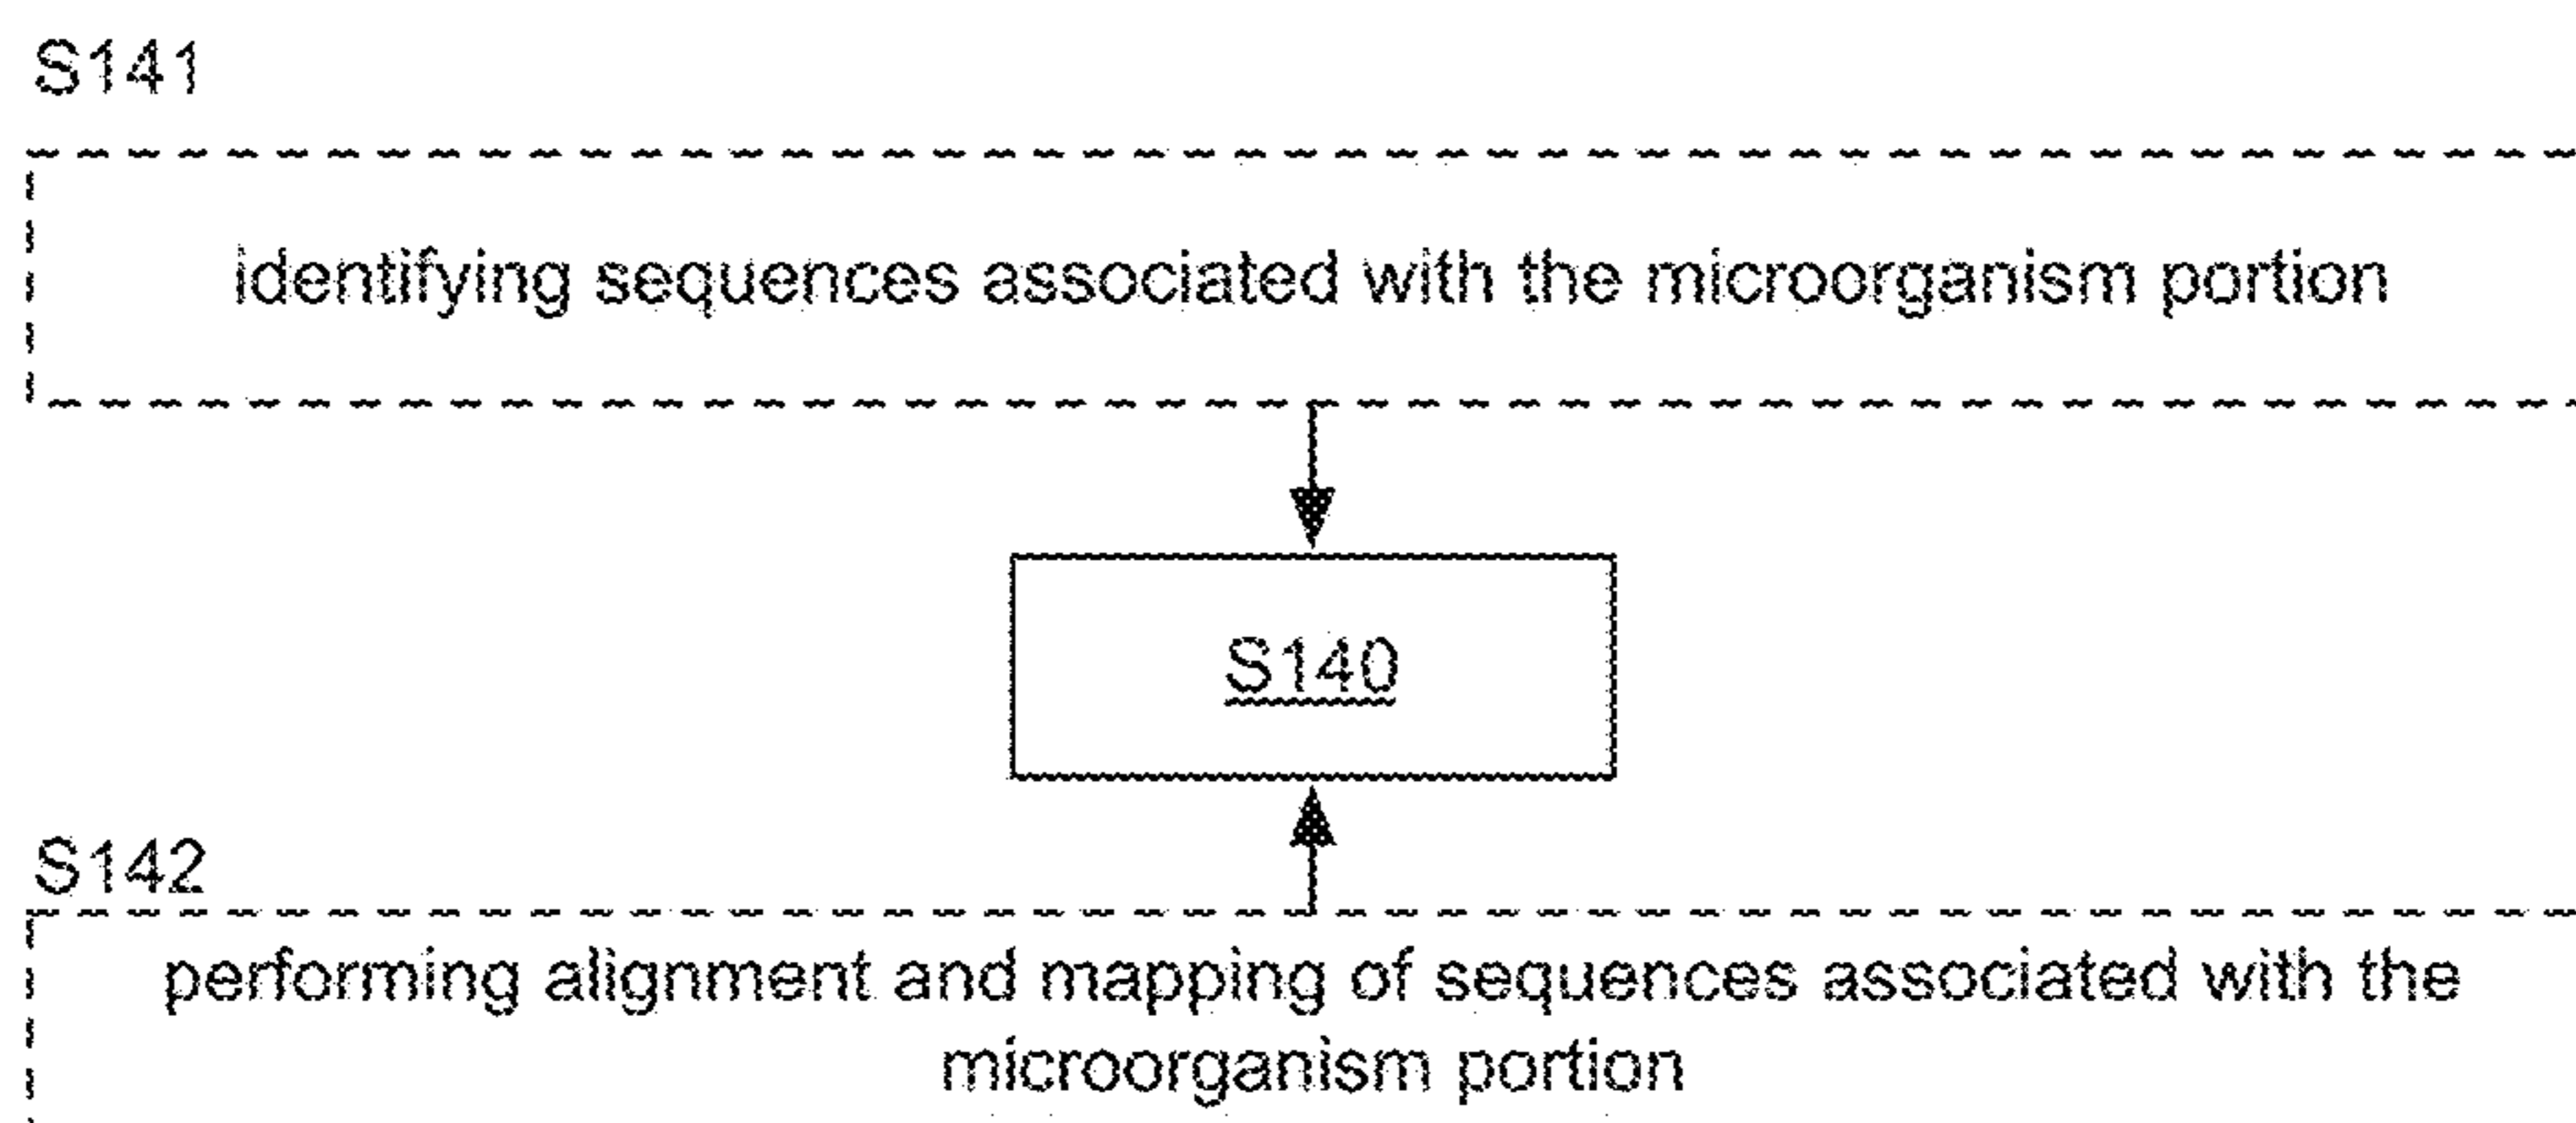 S141
identifying sequences associated with the microorganism portion
S140
S142
performing alignment and mapping of sequences associated with the
microorganism portion